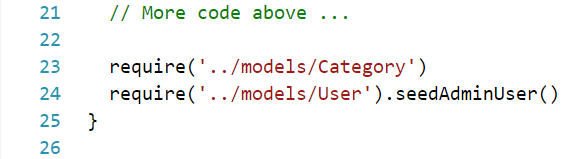 21 // More code above ...
22
23 require('../models/Category')
24 require('../models/User').seedAdminUser()
25 }
26